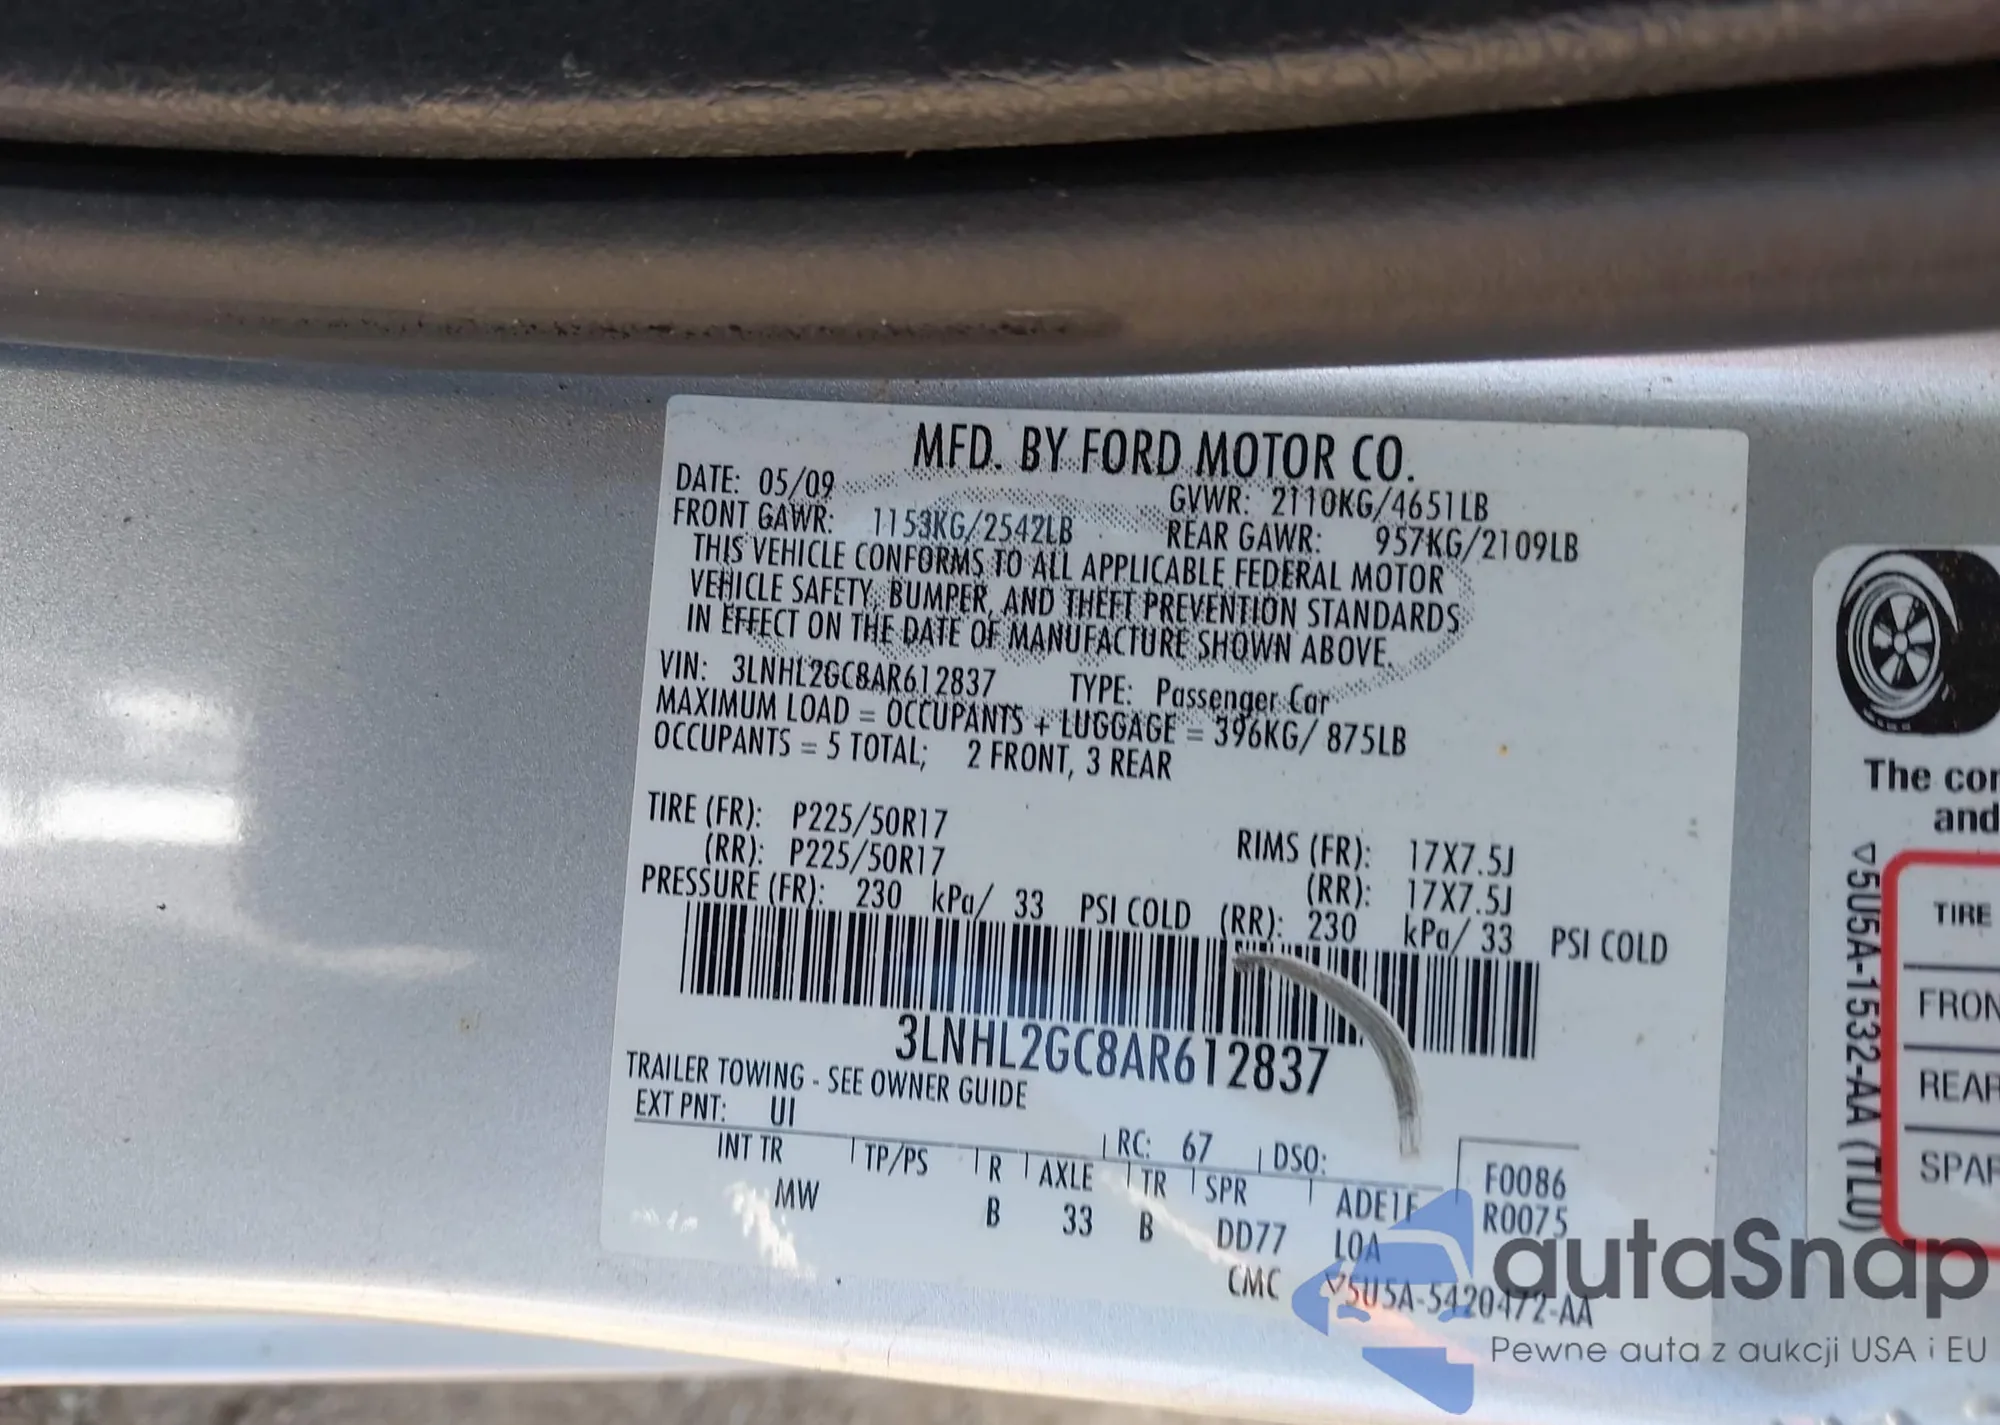 MFD. BY FORD MOTOR CO.
DATE: 05/09 GVWR: 2110KG/4651LB
FRONT GAWR: 1153KG/2542LB REAR GAWR: 957KG/2109LB
THIS VEHICLE CONFORMS TO ALL APPLICABLE FEDERAL MOTOR
VEHICLE SAFETY, BUMPER, AND THEFT PREVENTION STANDARDS
IN EFFECT ON THE DATE OF MANUFACTURE SHOWN ABOVE.
VIN: 3LNHL2GC8AR612837 TYPE: Passenger Car
MAXIMUM LOAD = OCCUPANTS + LUGGAGE = 396KG/ 875LB
OCCUPANTS = 5 TOTAL; 2 FRONT, 3 REAR
TIRE (FR): P225/50R17 RIMS (FR): 17X7.5J
(RR): P225/50R17 (RR): 17X7.5J
PRESSURE (FR): 230 kPa/ 33 PSI COLD (RR): 230 kPa/ 33 PSI COLD
3LNHL2GC8AR612837
TRAILER TOWING - SEE OWNER GUIDE
EXT PNT: UI RC: 67 DSO:
INT TR TP/PS R AXLE TR SPR ADE1F F0086
MW B 33 B DD77 LOA R0075
CMC ▽5U5A-5420472-AA
The con
and
▽5U5A-1532-AA (TLU)
TIRE
FRON
REAR
SPAR
autaSnap
Pewne auta z aukcji USA i EU